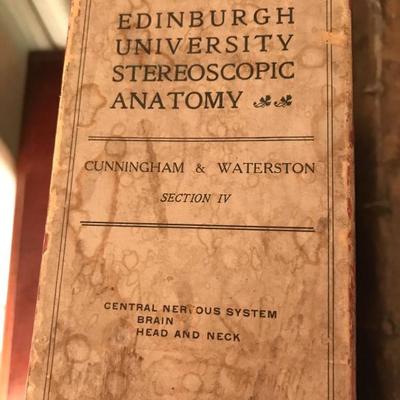 EDINBURGH
UNIVERSITY
STEREOSCOPIC
ANATOMY
CUNNINGHAM & WATERSTON
SECTION IV
CENTRAL NERVOUS SYSTEM
BRAIN
HEAD AND NECK